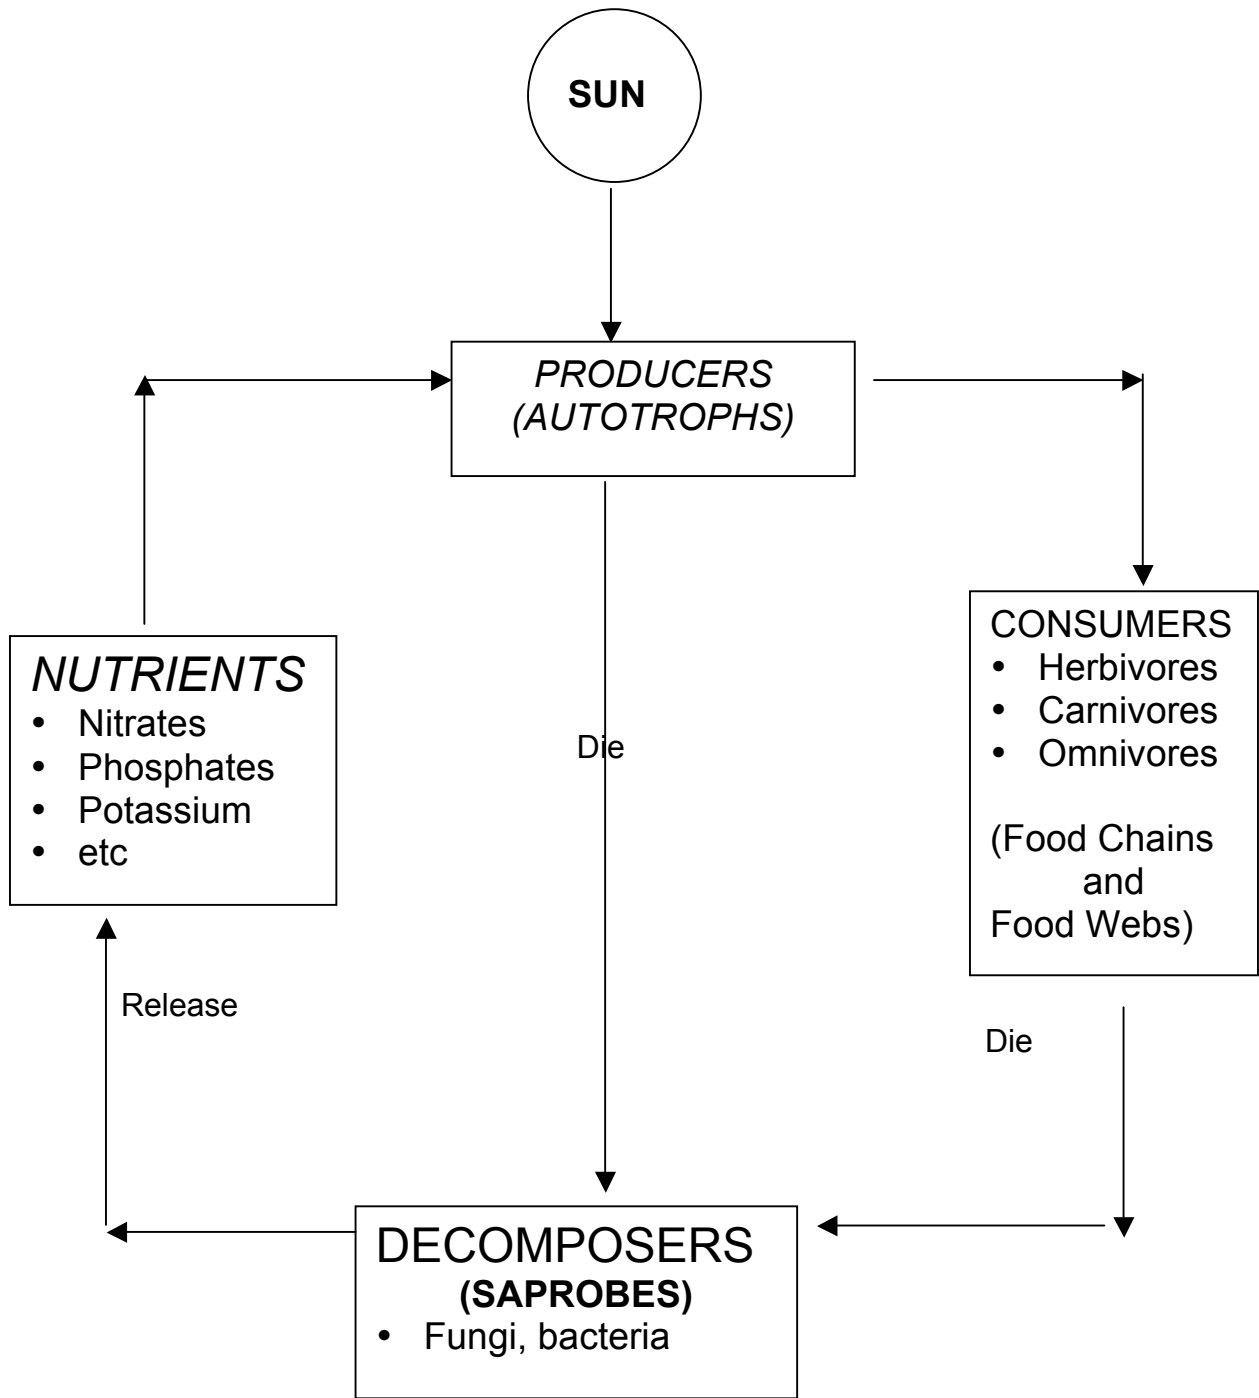 SUN
PRODUCERS
(AUTOTROPHS)
NUTRIENTS
• Nitrates
• Phosphates
• Potassium
• etc
Die
CONSUMERS
• Herbivores
• Carnivores
• Omnivores
(Food Chains
and
Food Webs)
Release
Die
DECOMPOSERS
(SAPROBES)
• Fungi, bacteria